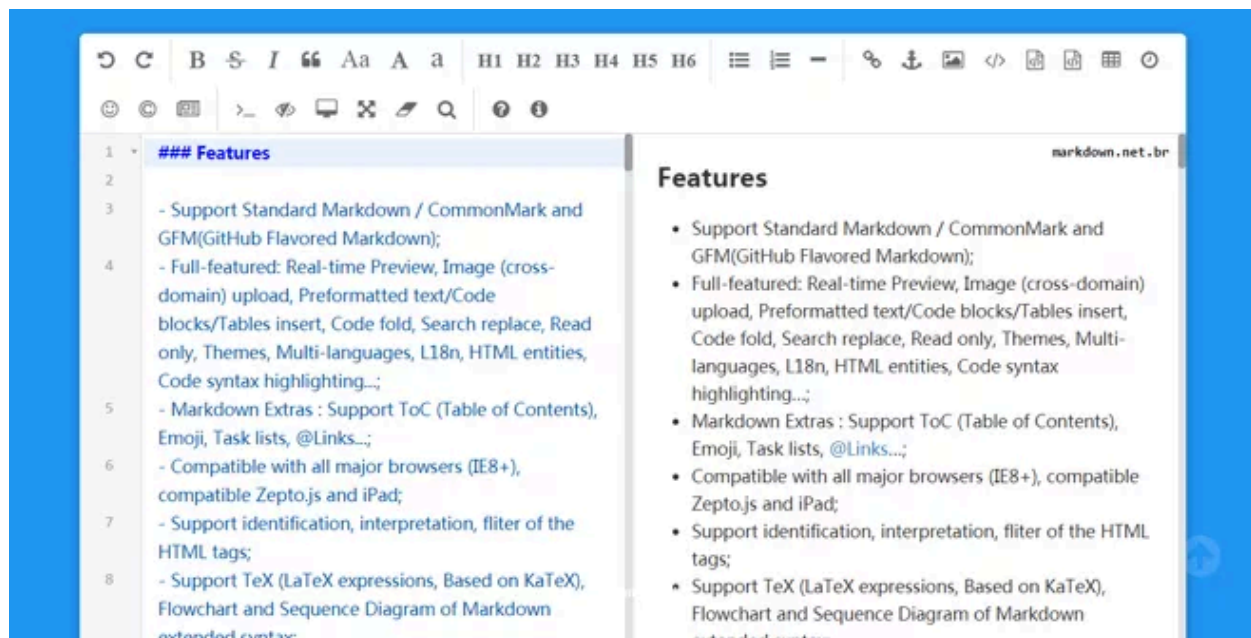 B S I “ Aa A a H1 H2 H3 H4 H5 H6
1 ### Features
2
3 - Support Standard Markdown / CommonMark and
GFM(GitHub Flavored Markdown);
4 - Full-featured: Real-time Preview, Image (cross-
domain) upload, Preformatted text/Code
blocks/Tables insert, Code fold, Search replace, Read
only, Themes, Multi-languages, L18n, HTML entities,
Code syntax highlighting...;
5 - Markdown Extras : Support ToC (Table of Contents),
Emoji, Task lists, @Links...;
6 - Compatible with all major browsers (IE8+),
compatible Zepto.js and iPad;
7 - Support identification, interpretation, fliter of the
HTML tags;
8 - Support TeX (LaTeX expressions, Based on KaTeX),
Flowchart and Sequence Diagram of Markdown
extended syntax;
markdown.net.br
Features
• Support Standard Markdown / CommonMark and
GFM(GitHub Flavored Markdown);
• Full-featured: Real-time Preview, Image (cross-domain)
upload, Preformatted text/Code blocks/Tables insert,
Code fold, Search replace, Read only, Themes, Multi-
languages, L18n, HTML entities, Code syntax
highlighting...;
• Markdown Extras : Support ToC (Table of Contents),
Emoji, Task lists, @Links...;
• Compatible with all major browsers (IE8+), compatible
Zepto.js and iPad;
• Support identification, interpretation, fliter of the HTML
tags;
• Support TeX (LaTeX expressions, Based on KaTeX),
Flowchart and Sequence Diagram of Markdown